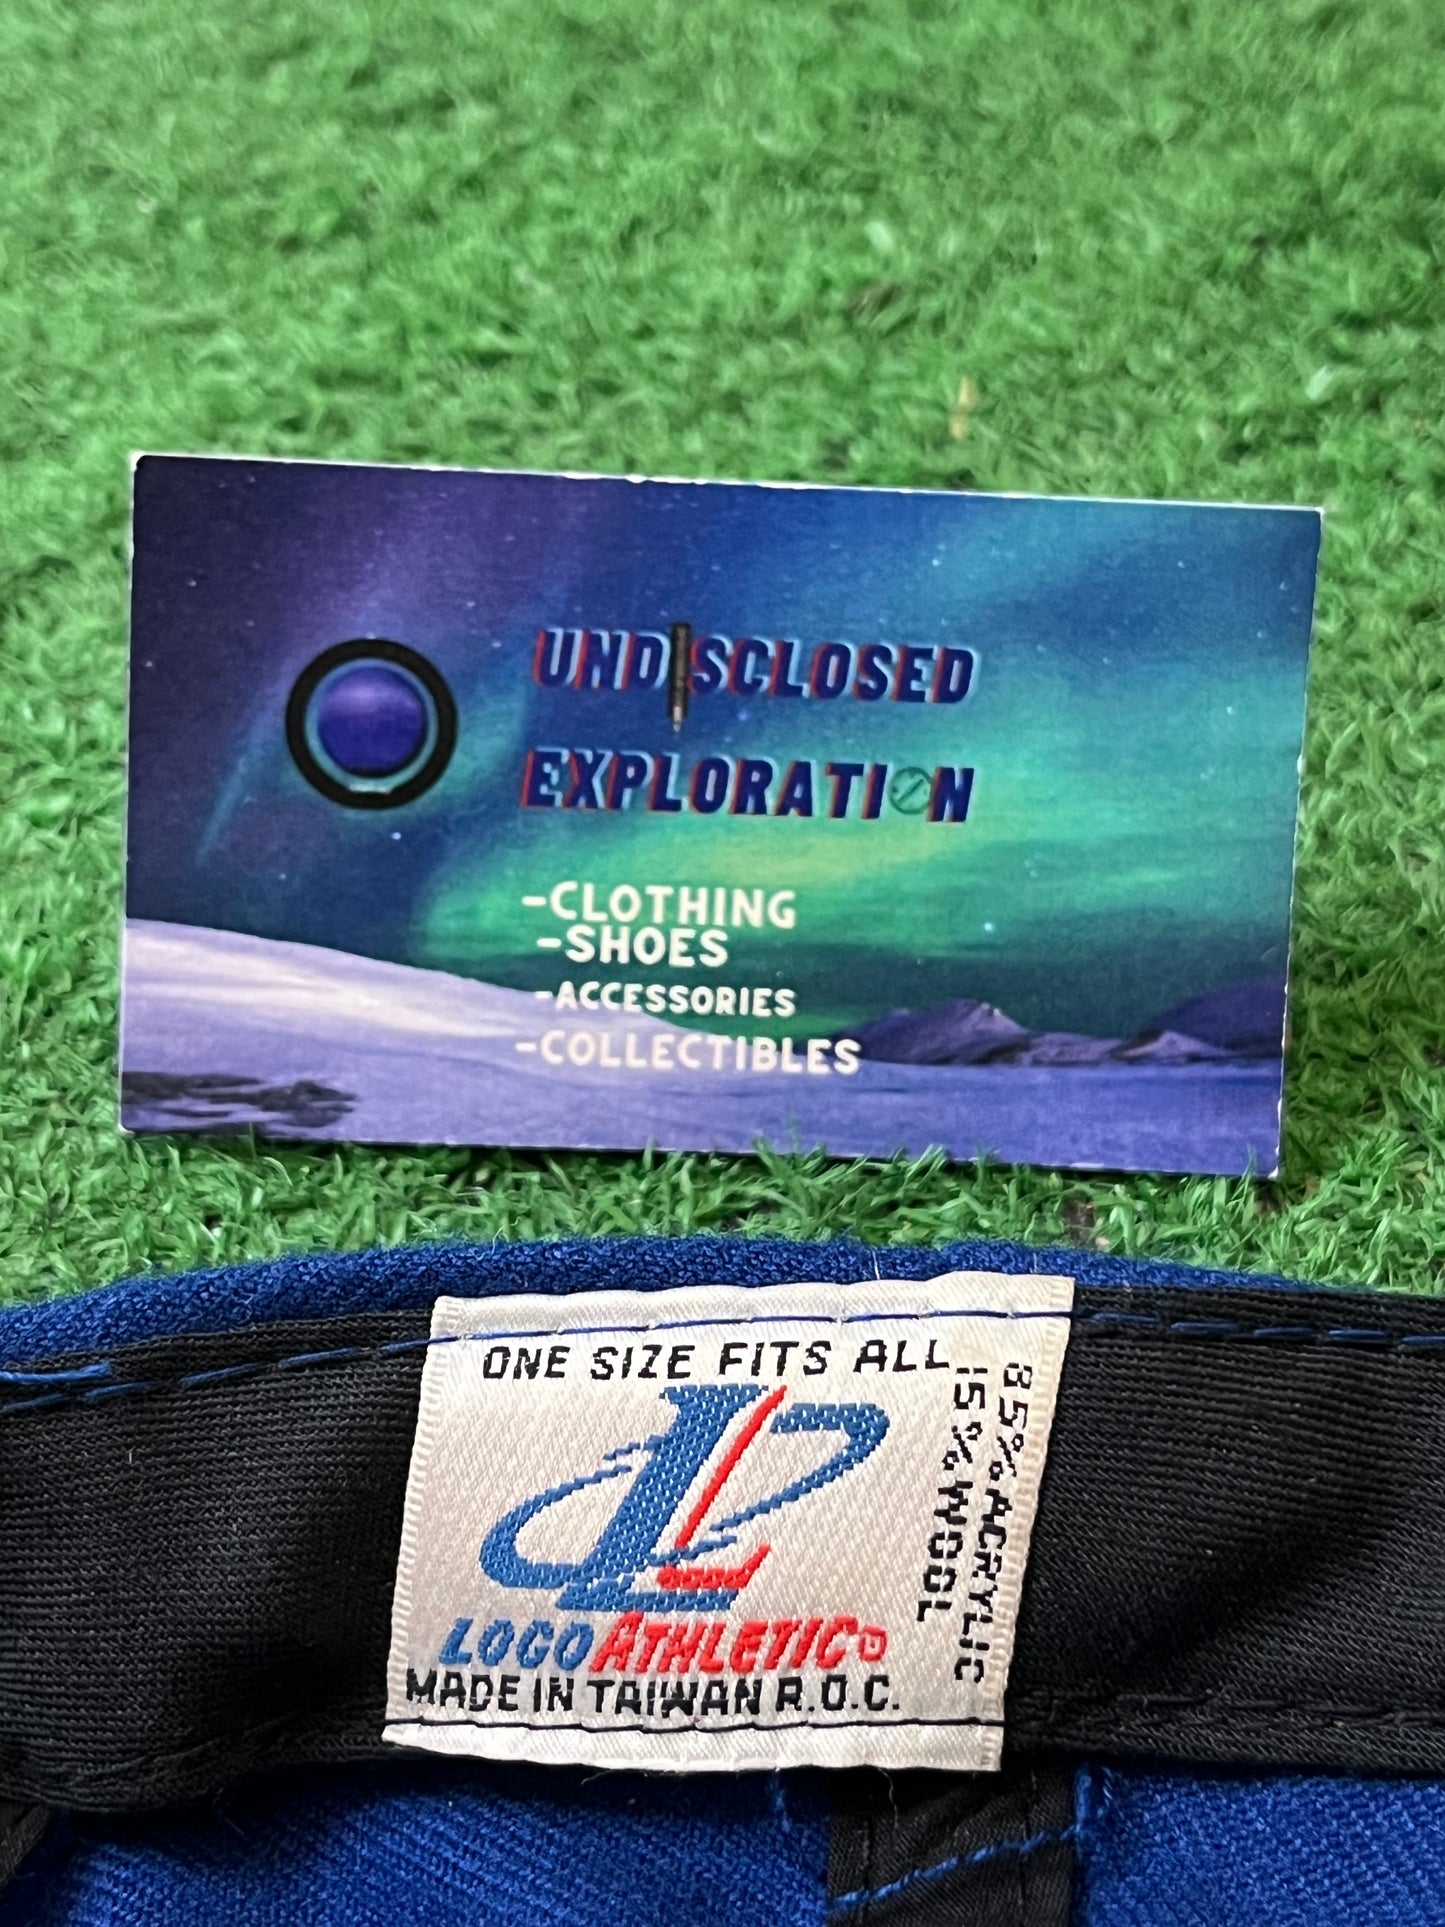 UNDISCLOSED
EXPLORATION
-CLOTHING
-SHOES
-ACCESSORIES
-COLLECTIBLES
ONE SIZE FITS ALL
85% ACRYLIC
15% WOOL
LOGO ATHLETIC
MADE IN TAIWAN R.O.C.